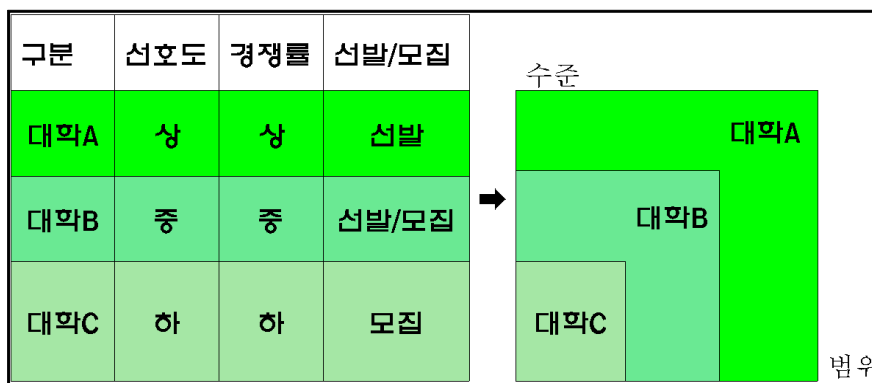 구분 선호도 경쟁률 선발/모집
대학A 상 상 선발
대학B 중 중 선발/모집
대학C 하 하 모집
➡
수준
대학A
대학B
대학C
범위